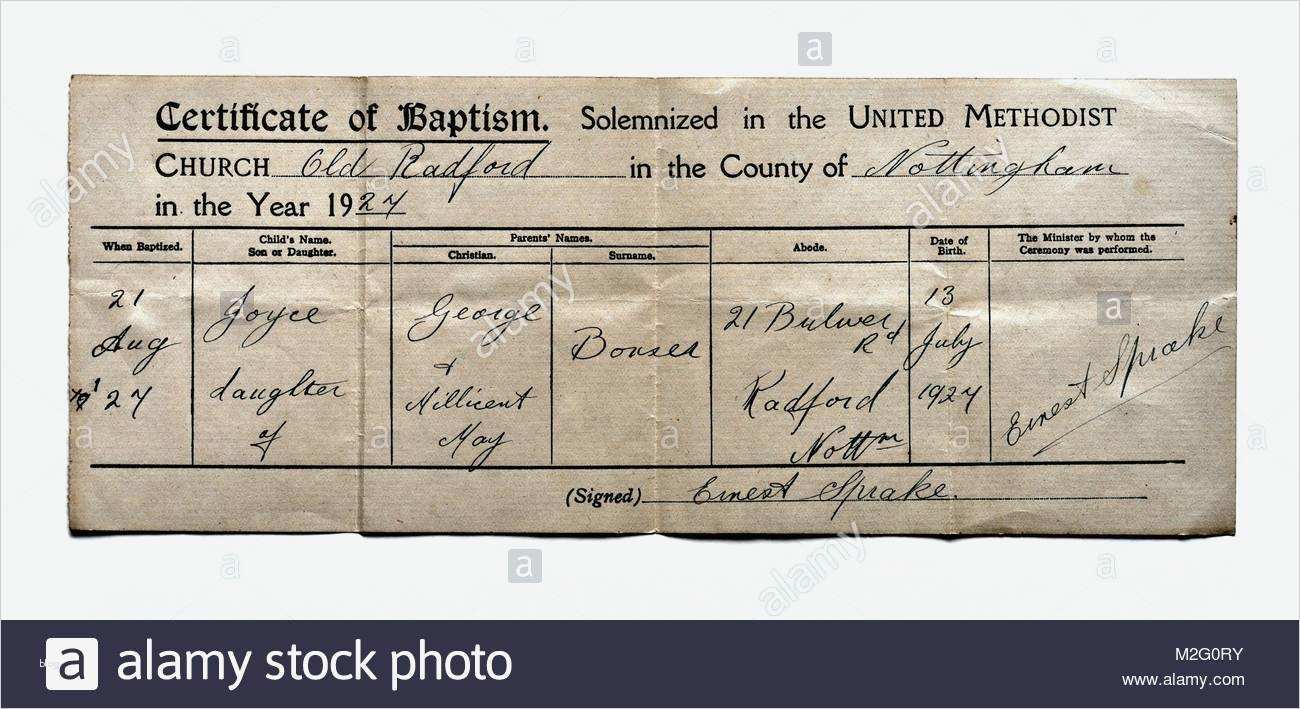 Certificate of Baptism. Solemnized in the UNITED METHODIST
CHURCH Old Radford in the County of Nottingham
in the Year 1927
When Baptized.
Child's Name.
Son or Daughter.
Parents' Names.
Christian.
Surname.
Abode.
Date of
Birth.
The Minister by whom the
Ceremony was performed.
21
Aug
27
Joyce
daughter
of
George
&
Millicent
May
Bonser
21 Bulwer
Rd
Radford
Nottm
13
July
1927
Ernest Sprake
(Signed) Ernest Sprake.
a alamy stock photo
M2G0RY
www.alamy.com